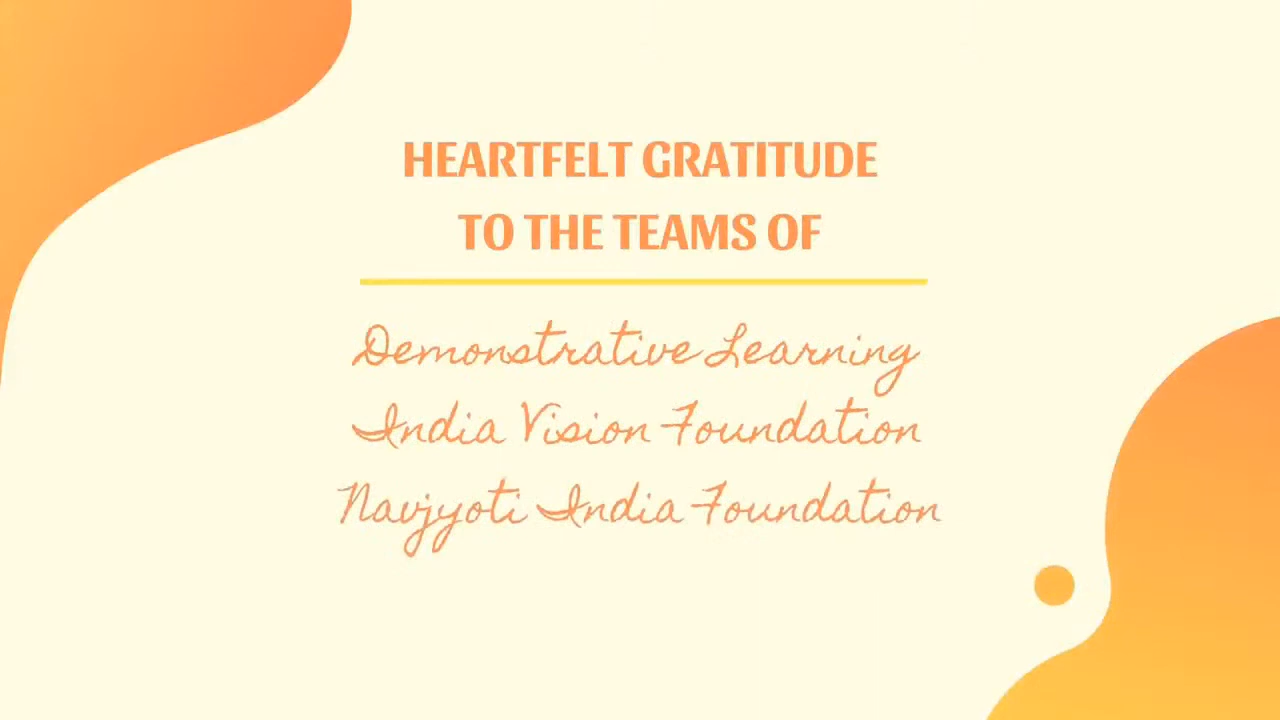 HEARTFELT GRATITUDE
TO THE TEAMS OF
Demonstrative Learning
India Vision Foundation
Navjyoti India Foundation